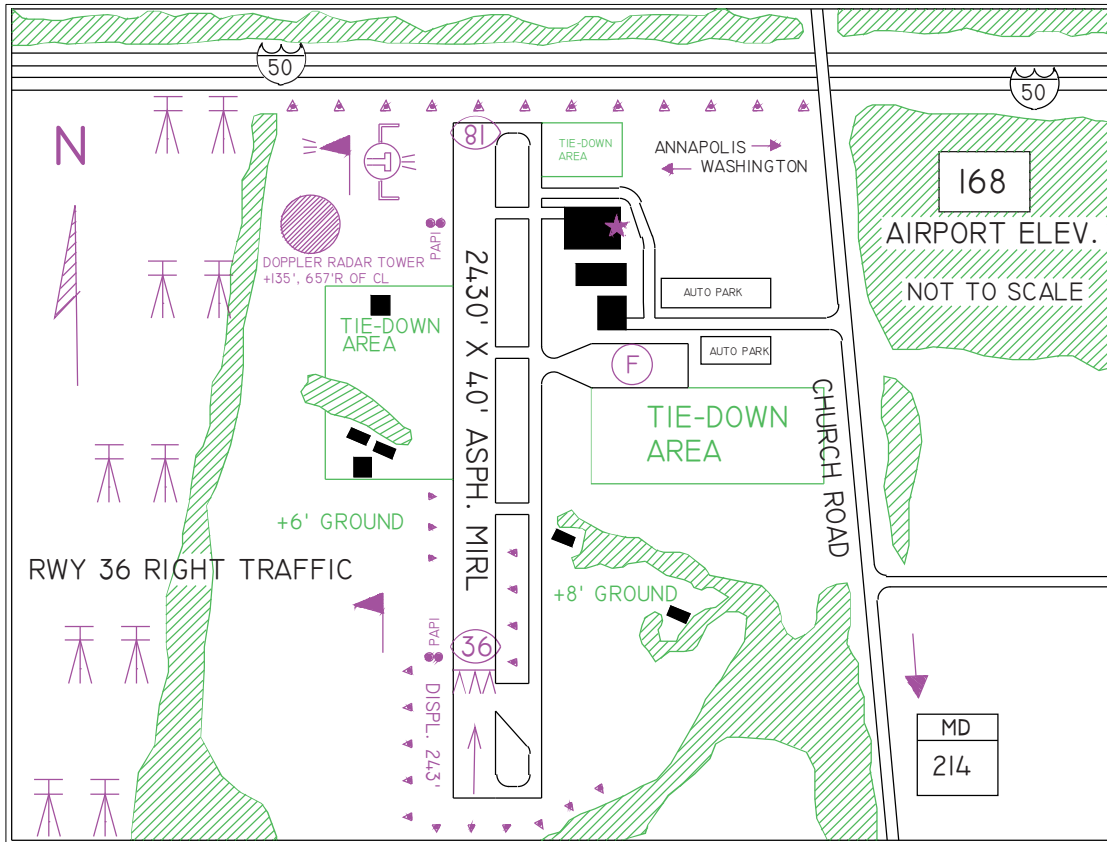 50
50
N
18
TIE-DOWN
AREA
ANNAPOLIS
WASHINGTON
168
AIRPORT ELEV.
NOT TO SCALE
PAPI
DOPPLER RADAR TOWER
+135', 657'R OF CL
2430' X 40' ASPH. MIRL
AUTO PARK
AUTO PARK
TIE-DOWN
AREA
F
TIE-DOWN
AREA
CHURCH ROAD
+6' GROUND
RWY 36 RIGHT TRAFFIC
+8' GROUND
PAPI
36
DISPL. 243'
MD
214